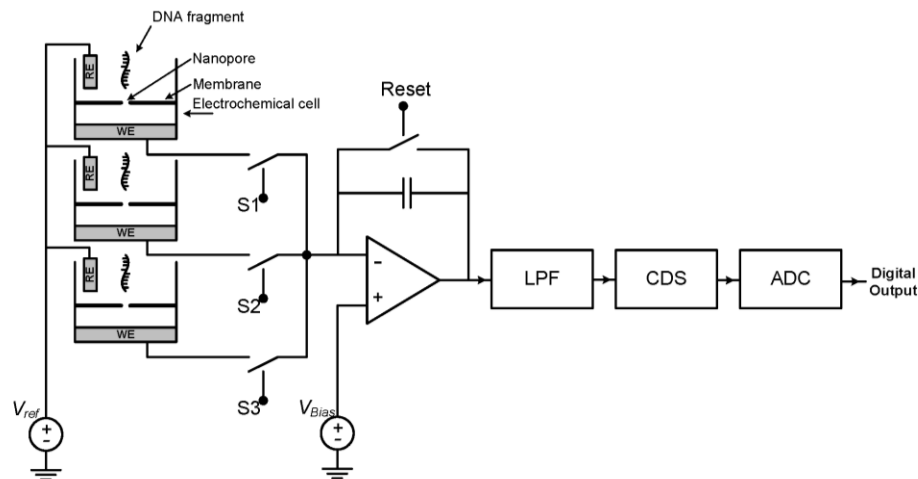 DNA fragment
Nanopore
Membrane
Electrochemical cell
RE
WE
RE
WE
RE
WE
Reset
S1
S2
S3
-
+
LPF
CDS
ADC
Digital
Output
Vref
+
-
VBias
+
-